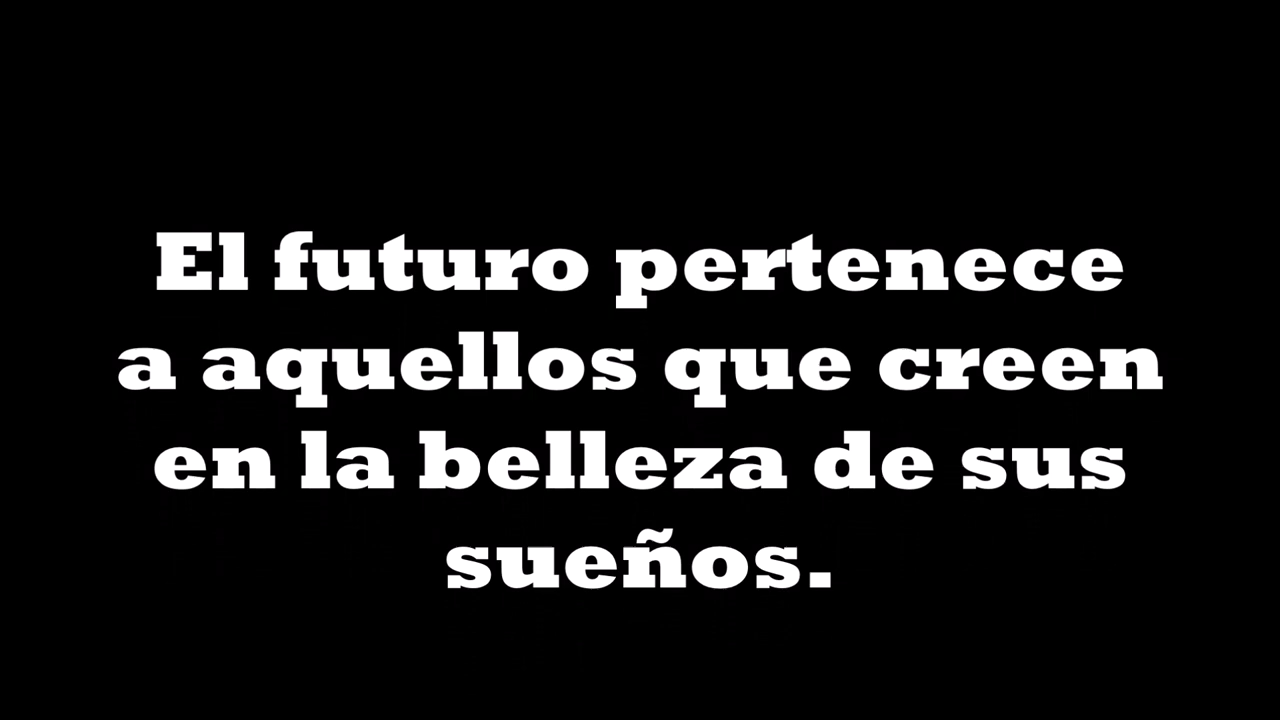 El futuro pertenece
a aquellos que creen
en la belleza de sus
sueños.